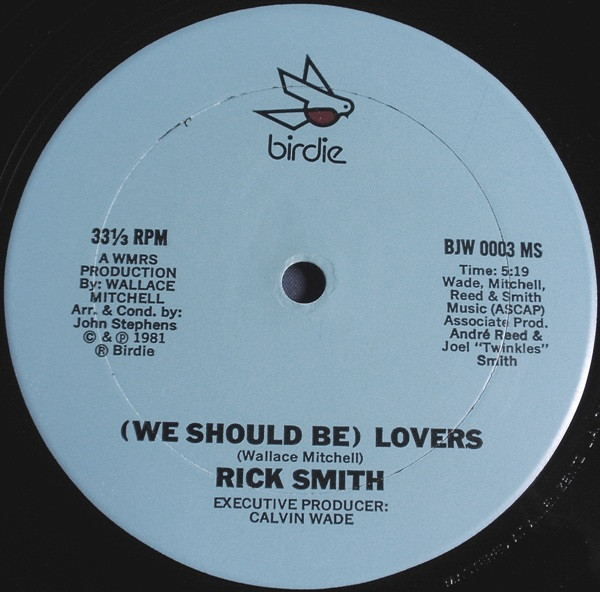 birdie
33⅓ RPM
A WMRS
PRODUCTION
By: WALLACE
MITCHELL
Arr. & Cond. by:
John Stephens
© & ℗ 1981
® Birdie
BJW 0003 MS
Time: 5:19
Wade, Mitchell,
Reed & Smith
Music (ASCAP)
Associate Prod.
André Reed &
Joel "Twinkles"
Smith
(WE SHOULD BE) LOVERS
(Wallace Mitchell)
RICK SMITH
EXECUTIVE PRODUCER:
CALVIN WADE